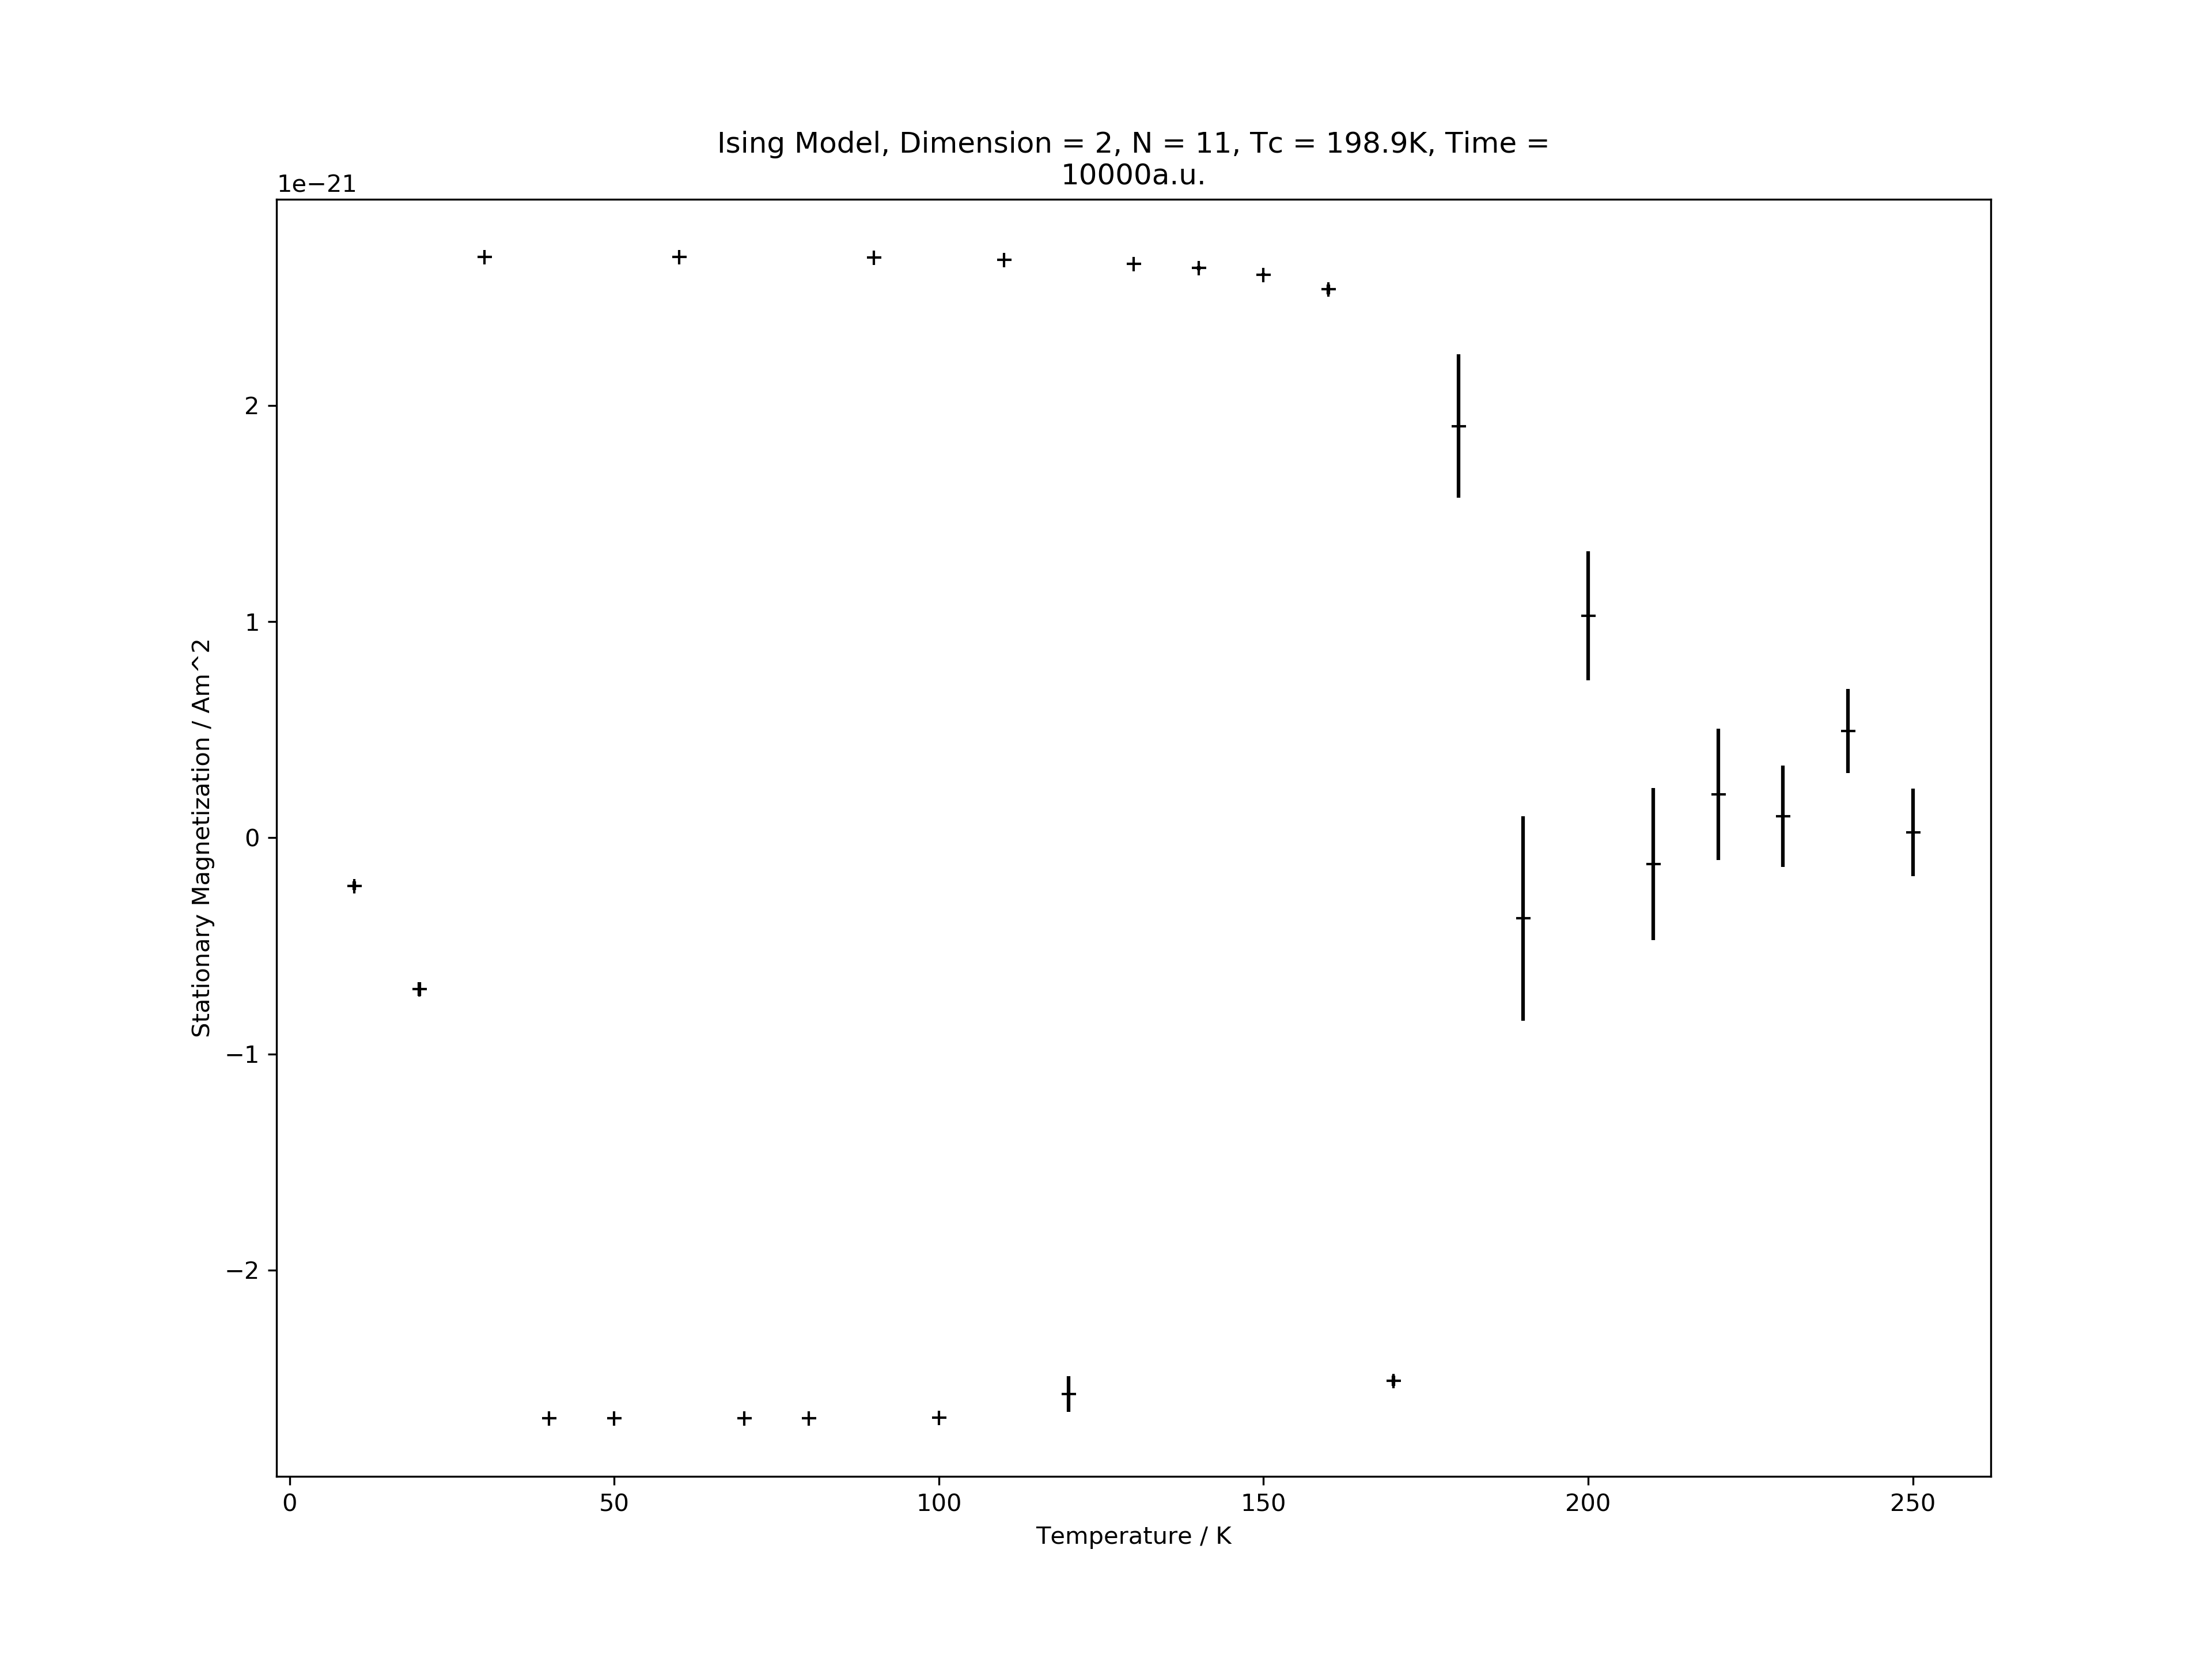 Ising Model, Dimension = 2, N = 11, Tc = 198.9K, Time =
10000a.u.
1e−21
2
1
0
−1
−2
Stationary Magnetization / Am^2
0 50 100 150 200 250
Temperature / K